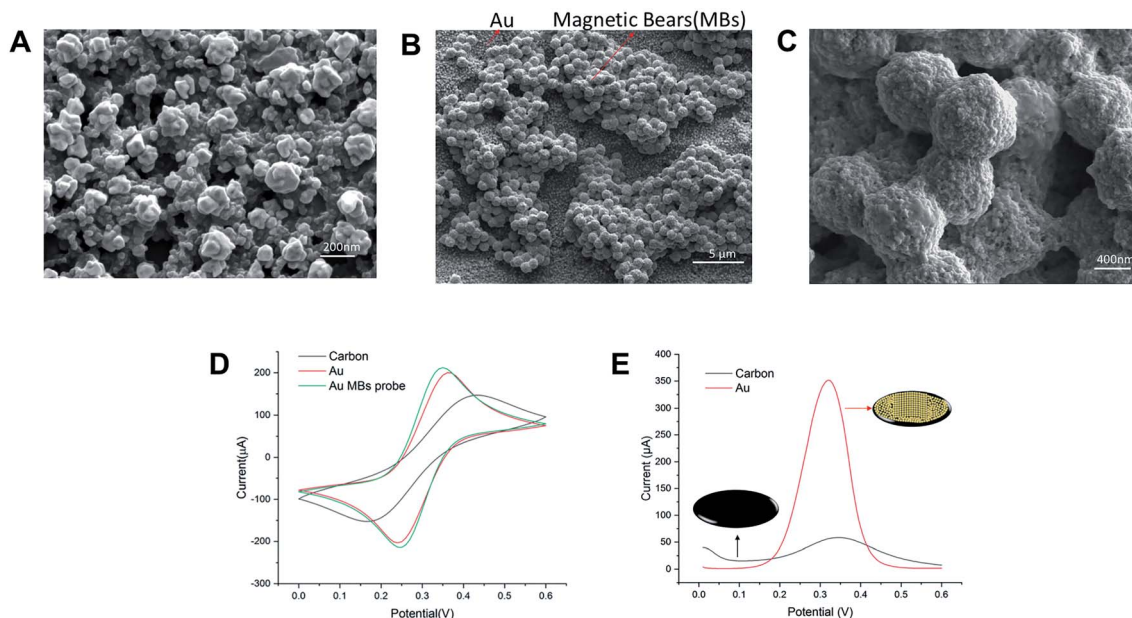 A
200nm
Au
Magnetic Bears(MBs)
B
5 μm
C
400nm
D
Carbon
Au
Au MBs probe
200
100
0
-100
-200
-300
Current(μA)
0.0 0.1 0.2 0.3 0.4 0.5 0.6
Potential(V)
E
Carbon
Au
400
350
300
250
200
150
100
50
0
Current (μA)
0.0 0.1 0.2 0.3 0.4 0.5 0.6
Potential (V)